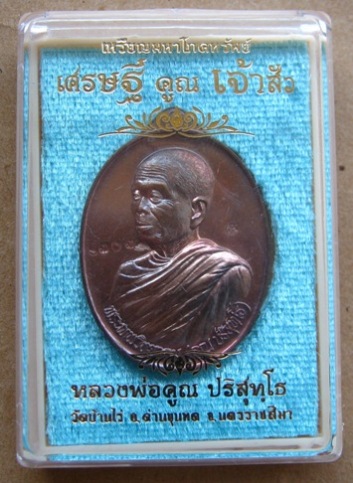 เหรียญมหาโภคทรัพย์
เศรษฐี คูณ เจ้าสัว
หลวงพ่อคูณ ปริสุทฺโธ
วัดบ้านไร่ อ.ด่านขุนทด จ.นครราชสีมา